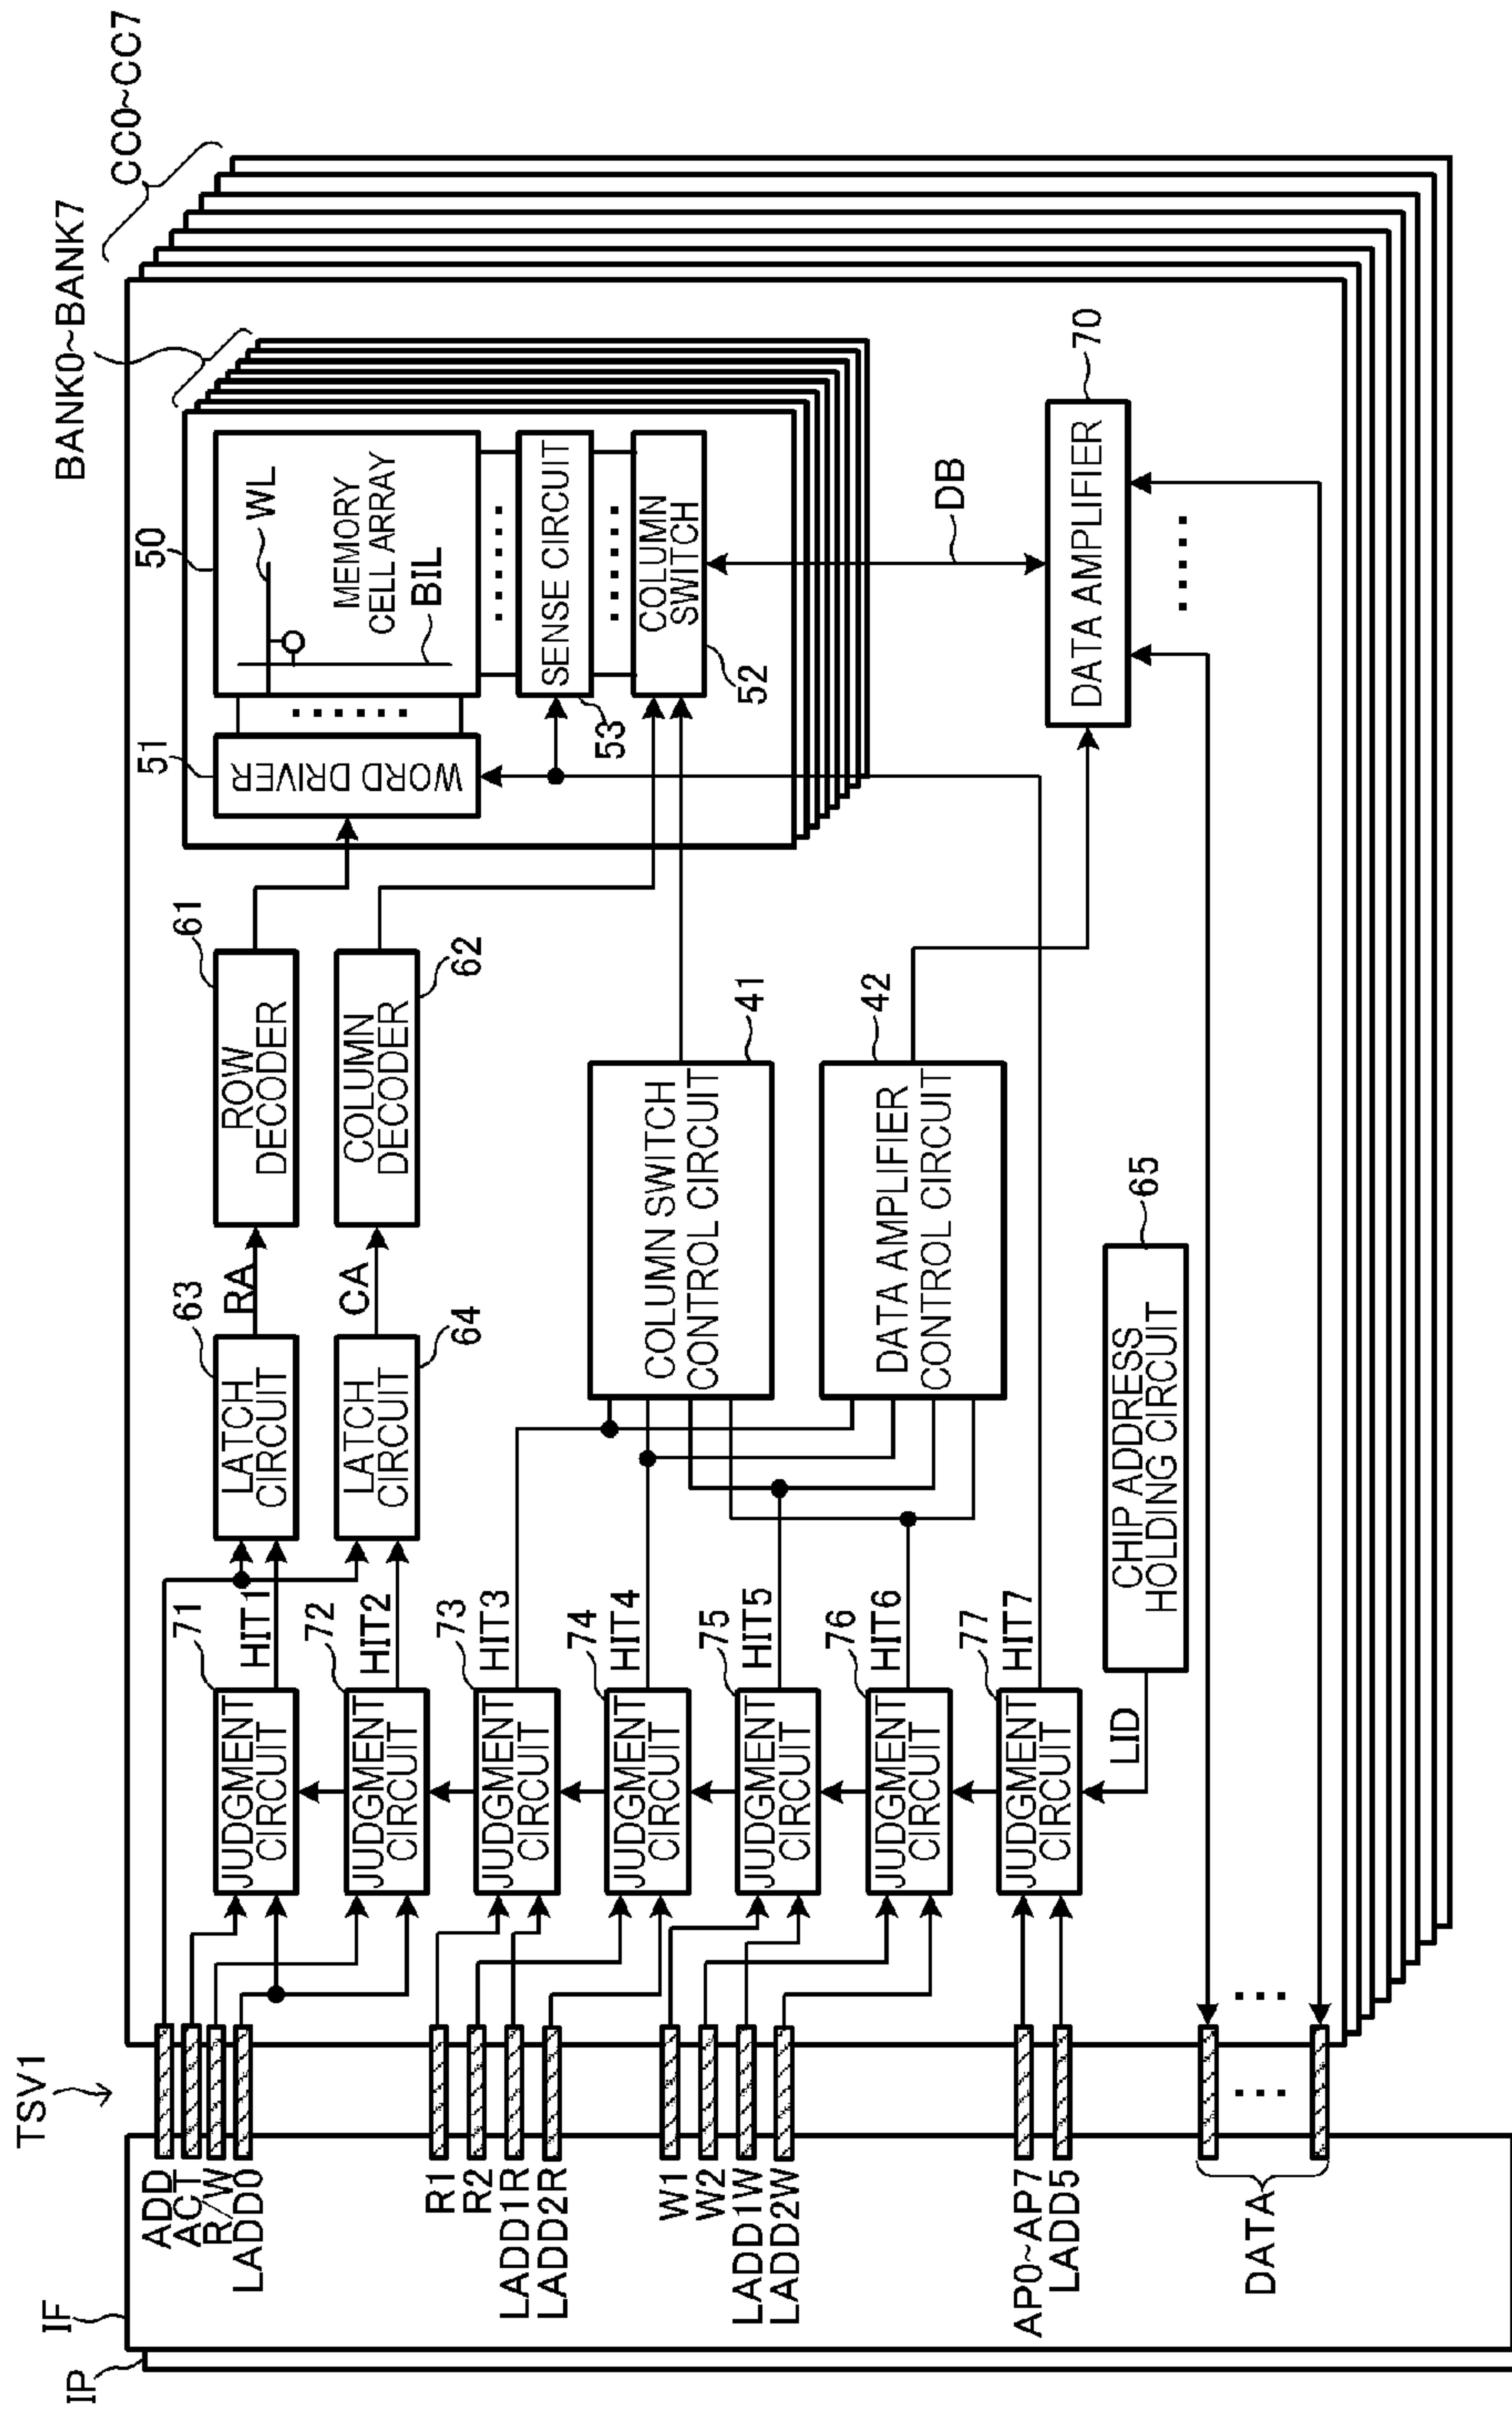 TSV1
CC0~CC7
BANK0~BANK7
IP
IF
ADD
ACT
R/W
LADD0
R1
R2
LADD1R
LADD2R
W1
W2
LADD1W
LADD2W
AP0~AP7
LADD5
DATA
71
JUDGMENT
CIRCUIT
HIT1
72
JUDGMENT
CIRCUIT
HIT2
73
JUDGMENT
CIRCUIT
HIT3
74
JUDGMENT
CIRCUIT
HIT4
75
JUDGMENT
CIRCUIT
HIT5
76
JUDGMENT
CIRCUIT
HIT6
77
JUDGMENT
CIRCUIT
HIT7
LID
63
LATCH
CIRCUIT
RA
64
LATCH
CIRCUIT
CA
61
ROW
DECODER
62
COLUMN
DECODER
41
COLUMN SWITCH
CONTROL CIRCUIT
42
DATA AMPLIFIER
CONTROL CIRCUIT
65
CHIP ADDRESS
HOLDING CIRCUIT
51
WORD DRIVER
50
WL
MEMORY
CELL ARRAY
BIL
53
SENSE CIRCUIT
52
COLUMN
SWITCH
DB
70
DATA AMPLIFIER